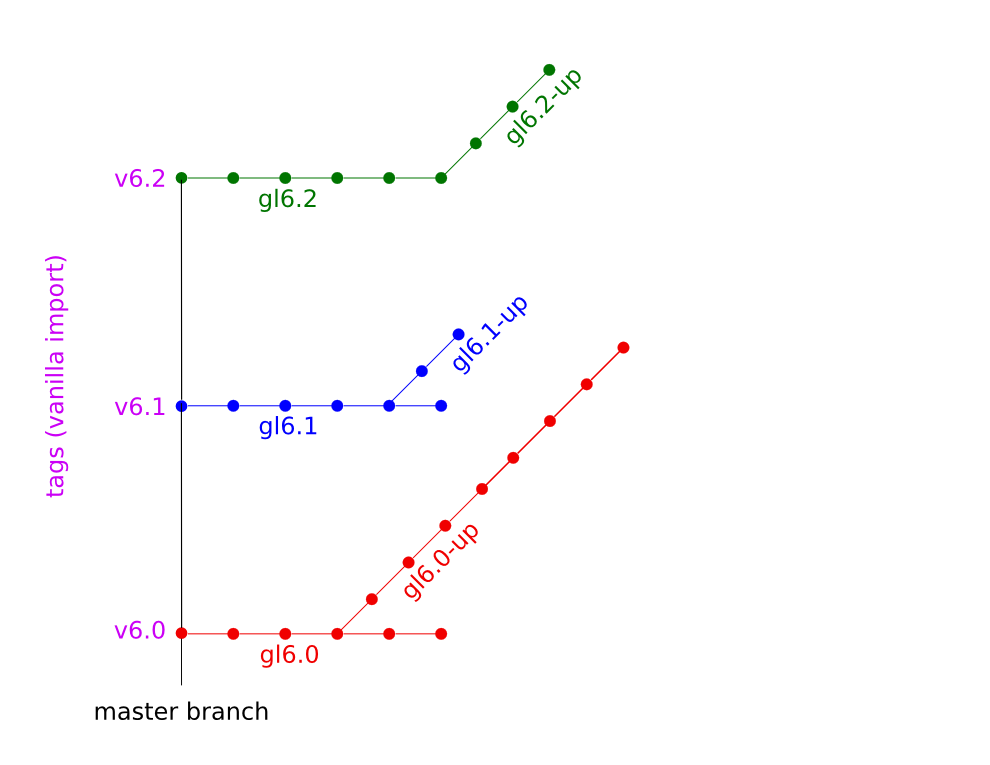 gl6.2-up
v6.2
gl6.2
tags (vanilla import)
gl6.1-up
v6.1
gl6.1
gl6.0-up
v6.0
gl6.0
master branch